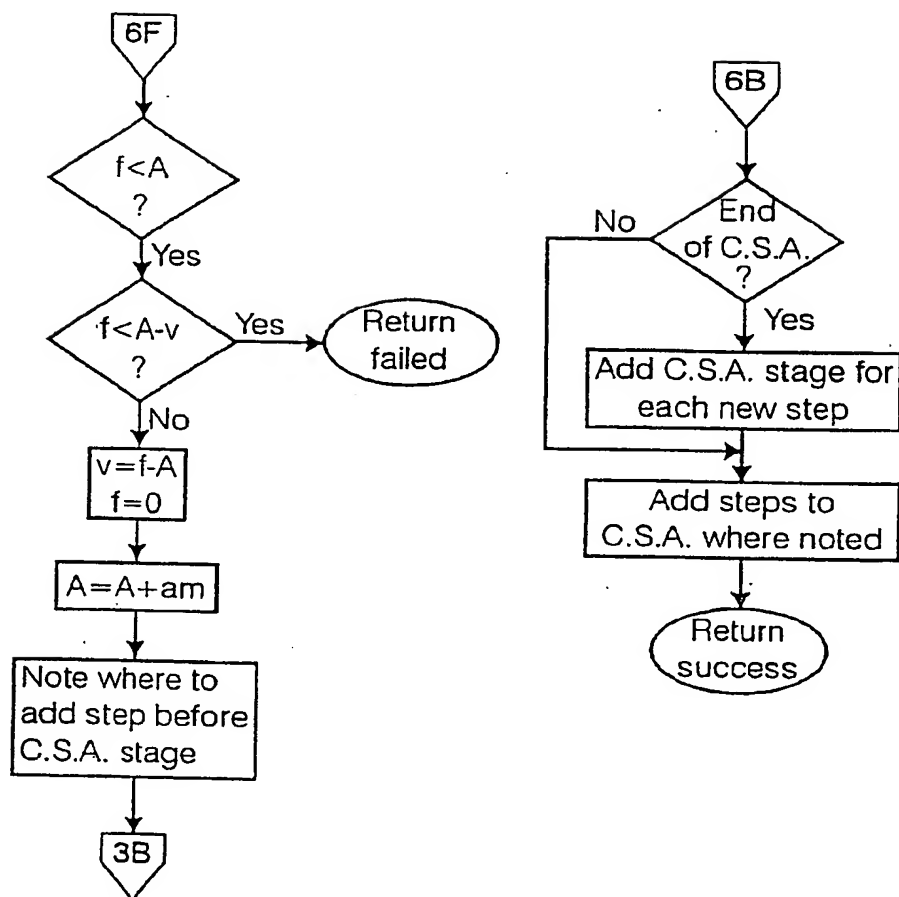 6F
f<A
?
Yes
f<A-v
?
Yes
Return
failed
No
v=f-A
f=0
A=A+am
Note where to
add step before
C.S.A. stage
3B
6B
End
of C.S.A.
?
No
Yes
Add C.S.A. stage for
each new step
Add steps to
C.S.A. where noted
Return
success